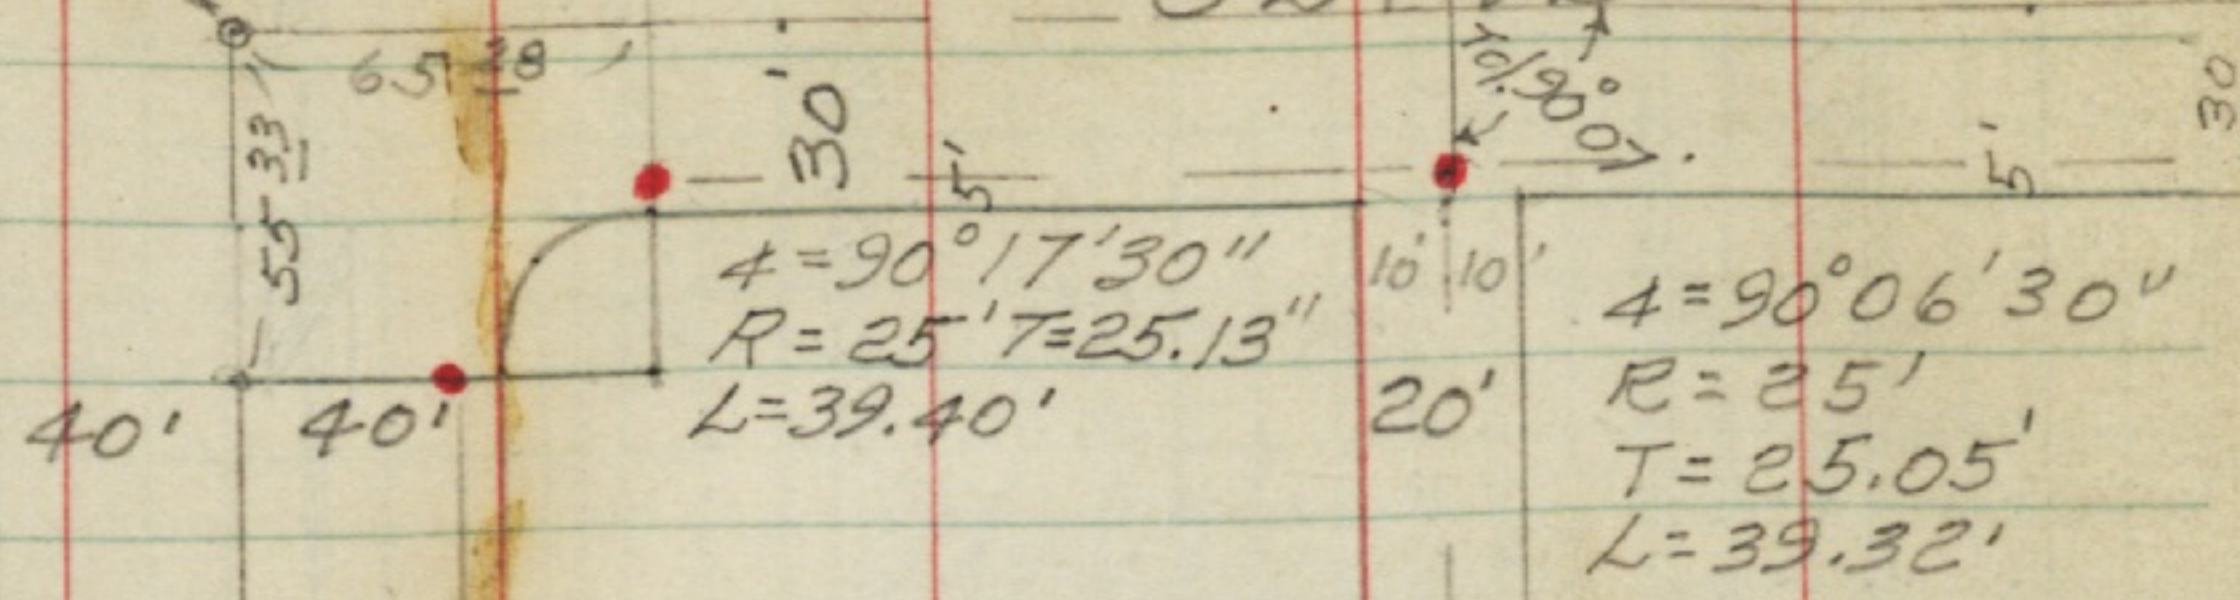 65.28'
55.33
30'
5'
10'
90°07'
5'
30'
∠=90°17'30"
R=25' T=25.13"
L=39.40'
10' 10'
20'
∠=90°06'30"
R=25'
T=25.05'
L=39.32'
40' 40'